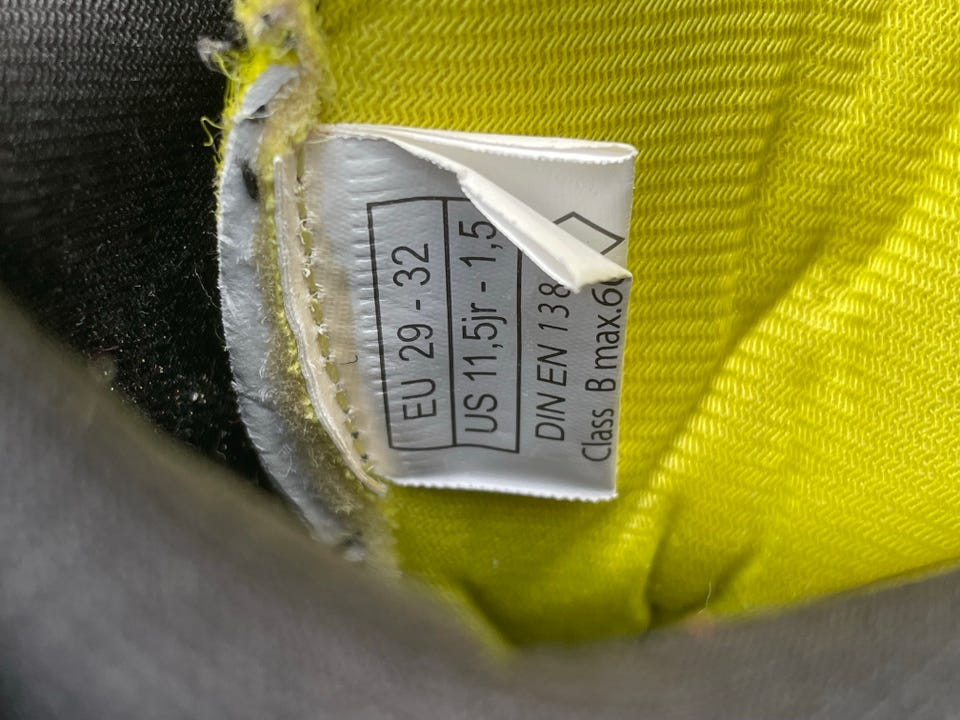 EU 29 - 32
US 11,5jr - 1,5
DIN EN 138
Class B max.6